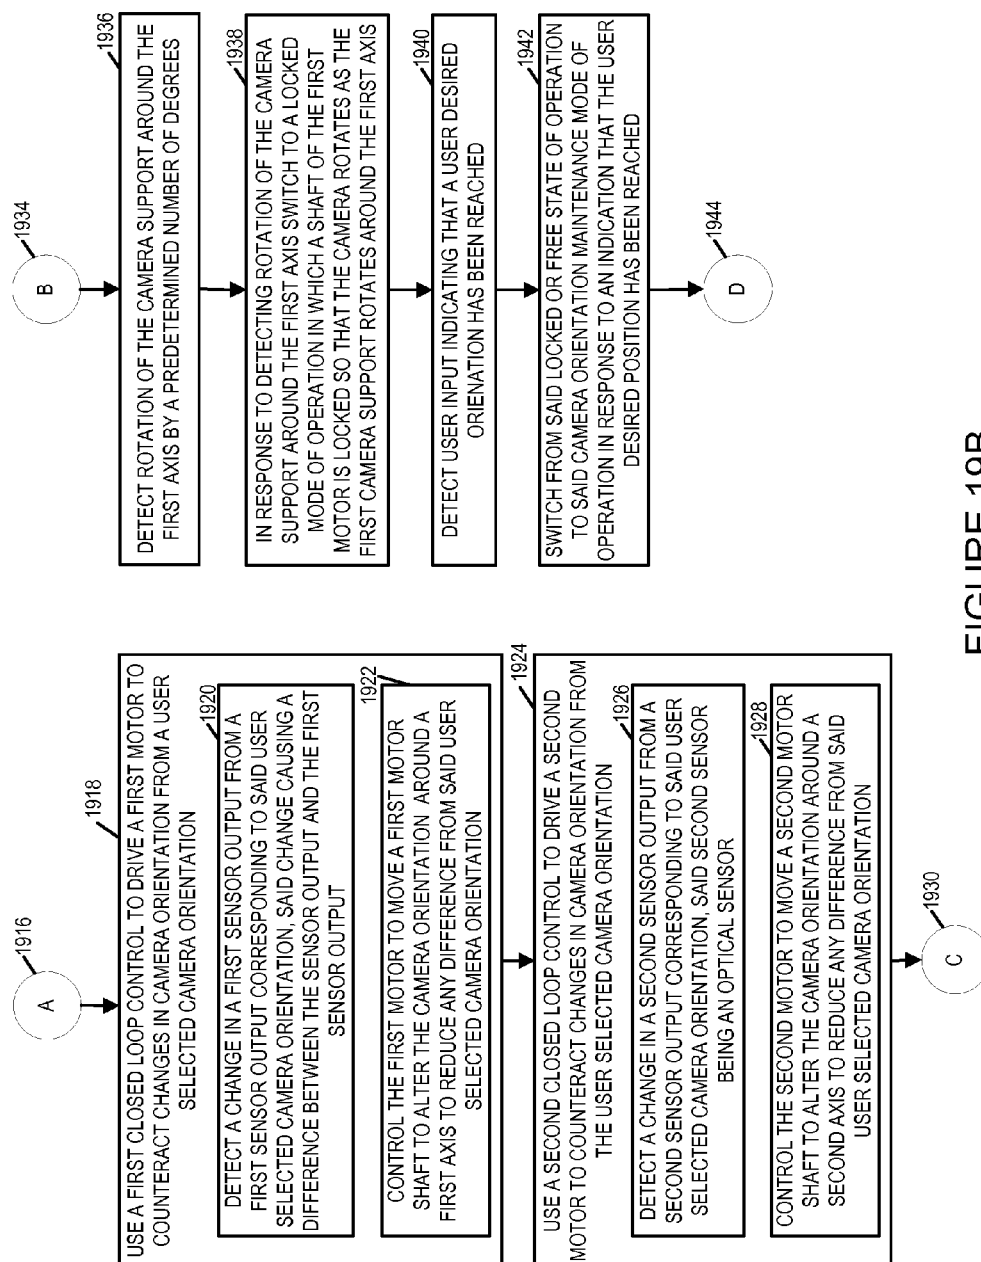 A
1916
USE A FIRST CLOSED LOOP CONTROL TO DRIVE A FIRST MOTOR TO
COUNTERACT CHANGES IN CAMERA ORIENTATION FROM A USER
SELECTED CAMERA ORIENTATION
1918
DETECT A CHANGE IN A FIRST SENSOR OUTPUT FROM A
FIRST SENSOR OUTPUT CORRESPONDING TO SAID USER
SELECTED CAMERA ORIENTATION, SAID CHANGE CAUSING A
DIFFERENCE BETWEEN THE SENSOR OUTPUT AND THE FIRST
SENSOR OUTPUT
1920
CONTROL THE FIRST MOTOR TO MOVE A FIRST MOTOR
SHAFT TO ALTER THE CAMERA ORIENTATION AROUND A
FIRST AXIS TO REDUCE ANY DIFFERENCE FROM SAID USER
SELECTED CAMERA ORIENTATION
1922
USE A SECOND CLOSED LOOP CONTROL TO DRIVE A SECOND
MOTOR TO COUNTERACT CHANGES IN CAMERA ORIENTATION FROM
THE USER SELECTED CAMERA ORIENTATION
1924
DETECT A CHANGE IN A SECOND SENSOR OUTPUT FROM A
SECOND SENSOR OUTPUT CORRESPONDING TO SAID USER
SELECTED CAMERA ORIENTATION, SAID SECOND SENSOR
BEING AN OPTICAL SENSOR
1926
CONTROL THE SECOND MOTOR TO MOVE A SECOND MOTOR
SHAFT TO ALTER THE CAMERA ORIENTATION AROUND A
SECOND AXIS TO REDUCE ANY DIFFERENCE FROM SAID
USER SELECTED CAMERA ORIENTATION
1928
C
1930
B
1934
DETECT ROTATION OF THE CAMERA SUPPORT AROUND THE
FIRST AXIS BY A PREDETERMINED NUMBER OF DEGREES
1936
IN RESPONSE TO DETECTING ROTATION OF THE CAMERA
SUPPORT AROUND THE FIRST AXIS SWITCH TO A LOCKED
MODE OF OPERATION IN WHICH A SHAFT OF THE FIRST
MOTOR IS LOCKED SO THAT THE CAMERA ROTATES AS THE
FIRST CAMERA SUPPORT ROTATES AROUND THE FIRST AXIS
1938
DETECT USER INPUT INDICATING THAT A USER DESIRED
ORIENATION HAS BEEN REACHED
1940
SWITCH FROM SAID LOCKED OR FREE STATE OF OPERATION
TO SAID CAMERA ORIENTATION MAINTENANCE MODE OF
OPERATION IN RESPONSE TO AN INDICATION THAT THE USER
DESIRED POSITION HAS BEEN REACHED
1942
D
1944
FIGURE 19B